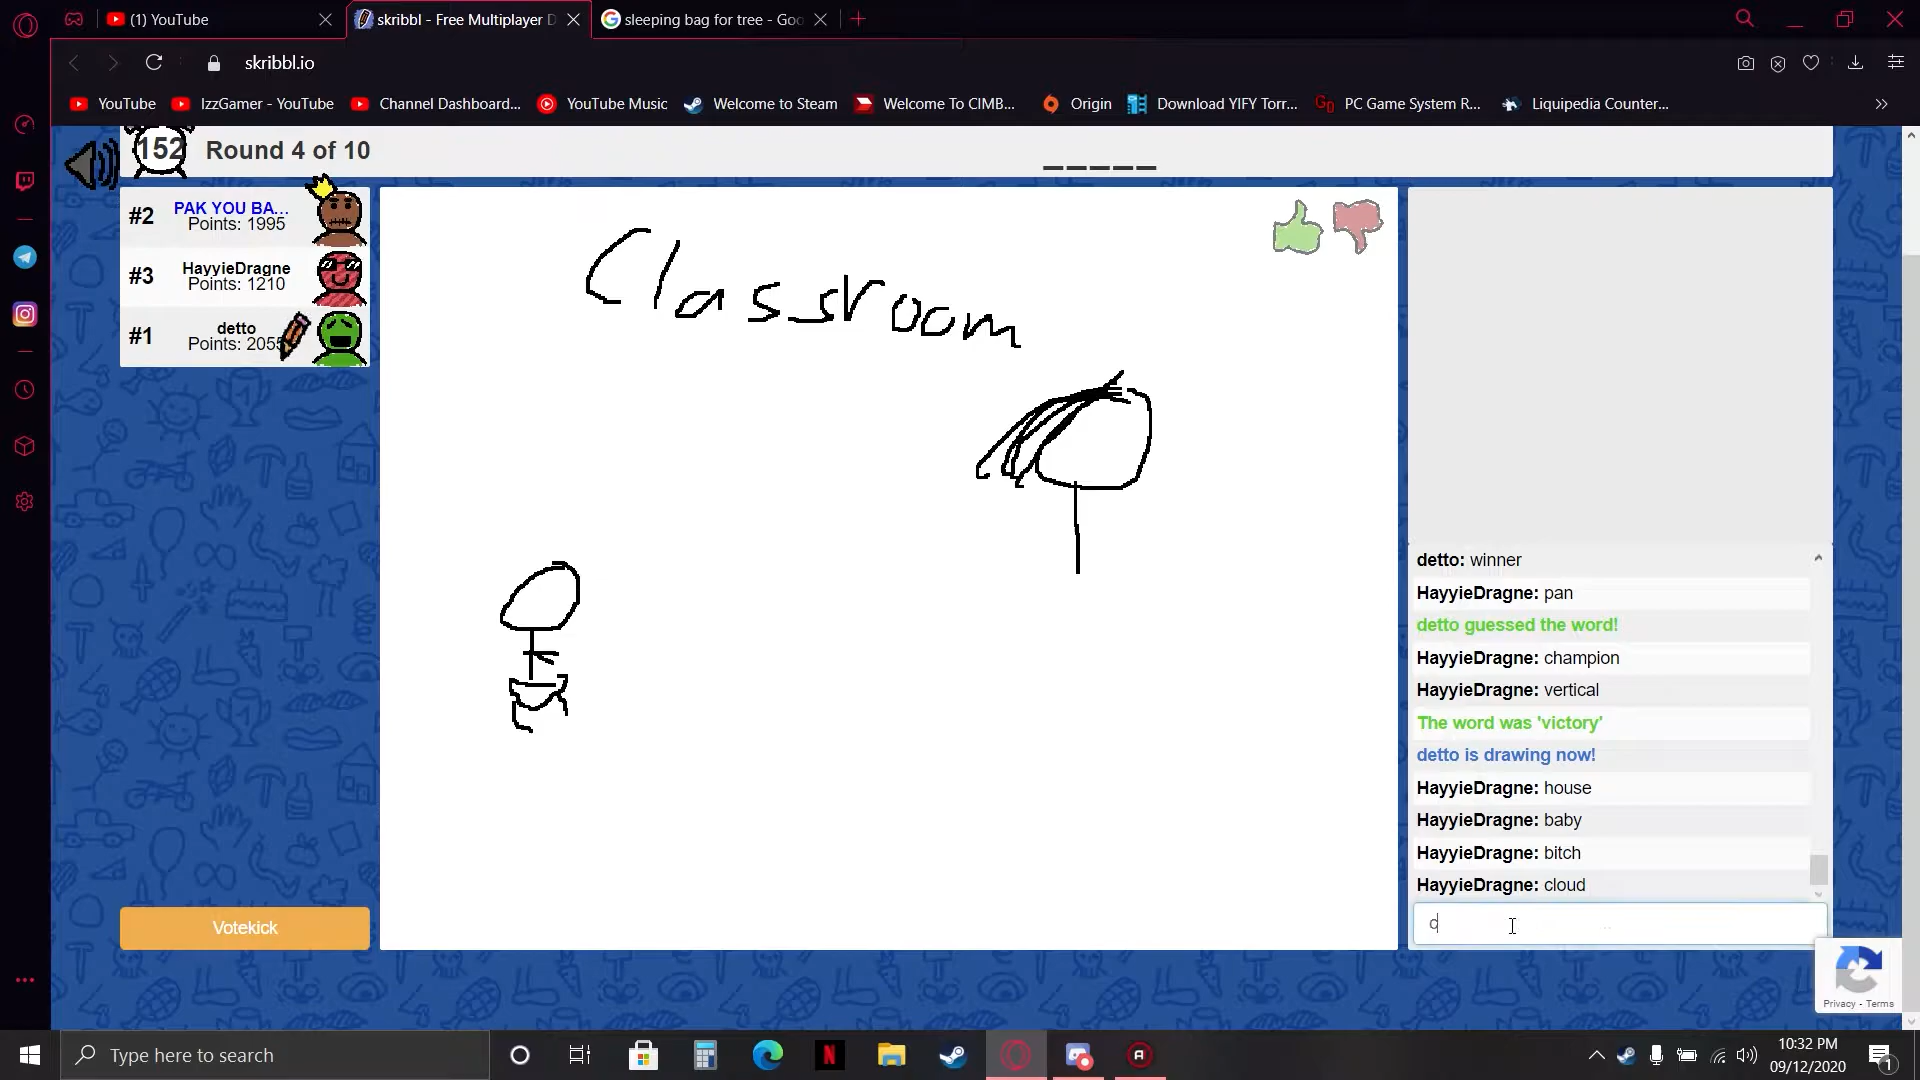 (1) YouTube
skribbl - Free Multiplayer D
sleeping bag for tree - Goo
skribbl.io
YouTube
IzzGamer - YouTube
Channel Dashboard...
YouTube Music
Welcome to Steam
Welcome To CIMB...
Origin
Download YIFY Torr...
PC Game System R...
Liquipedia Counter...
152
Round 4 of 10
_ _ _ _ _
#2
PAK YOU BA...
Points: 1995
#3
HayyieDragne
Points: 1210
#1
detto
Points: 2055
Votekick
Classroom
detto: winner
HayyieDragne: pan
detto guessed the word!
HayyieDragne: champion
HayyieDragne: vertical
The word was 'victory'
detto is drawing now!
HayyieDragne: house
HayyieDragne: baby
HayyieDragne: bitch
HayyieDragne: cloud
Privacy - Terms
Type here to search
10:32 PM
09/12/2020
1